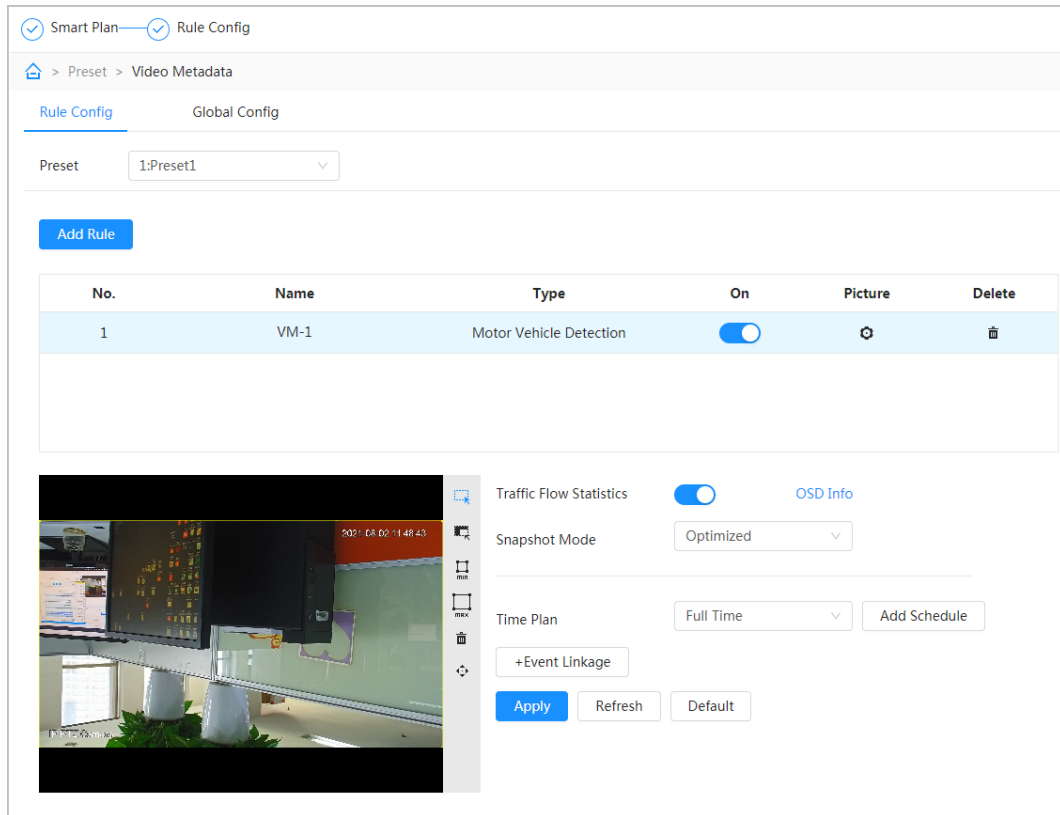 Smart Plan Rule Config
> Preset > Video Metadata
Rule Config Global Config
Preset 1:Preset1
Add Rule
No. Name Type On Picture Delete
1 VM-1 Motor Vehicle Detection
2021-08-02 11:48:43
min
max
Traffic Flow Statistics OSD Info
Snapshot Mode Optimized
Time Plan Full Time Add Schedule
+Event Linkage
Apply Refresh Default